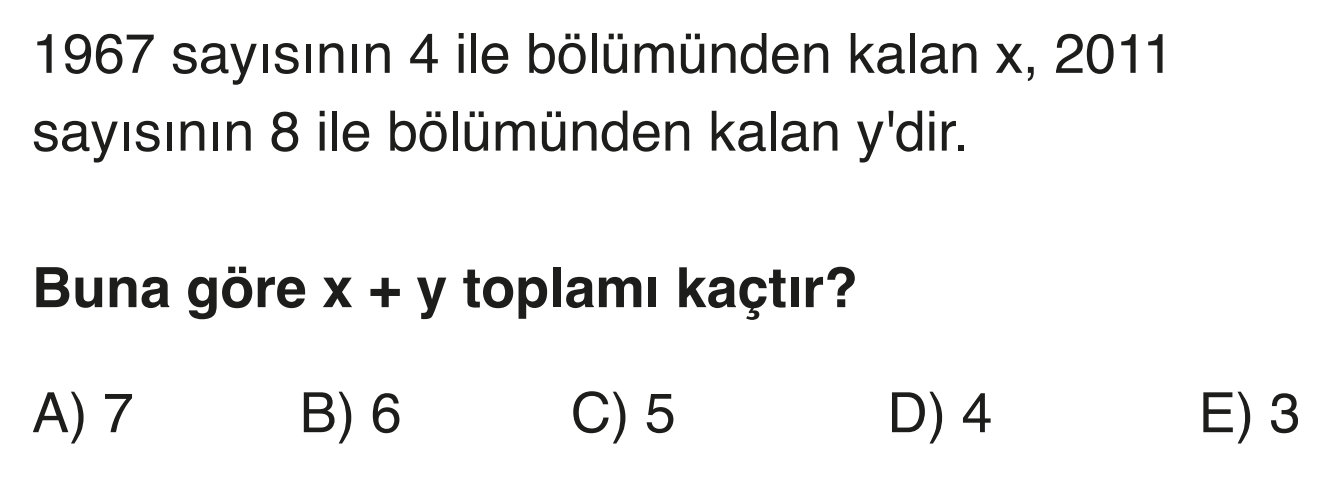 1967 sayısının 4 ile bölümünden kalan x, 2011
sayısının 8 ile bölümünden kalan y'dir.
Buna göre x + y toplamı kaçtır?
A) 7 B) 6 C) 5 D) 4 E) 3